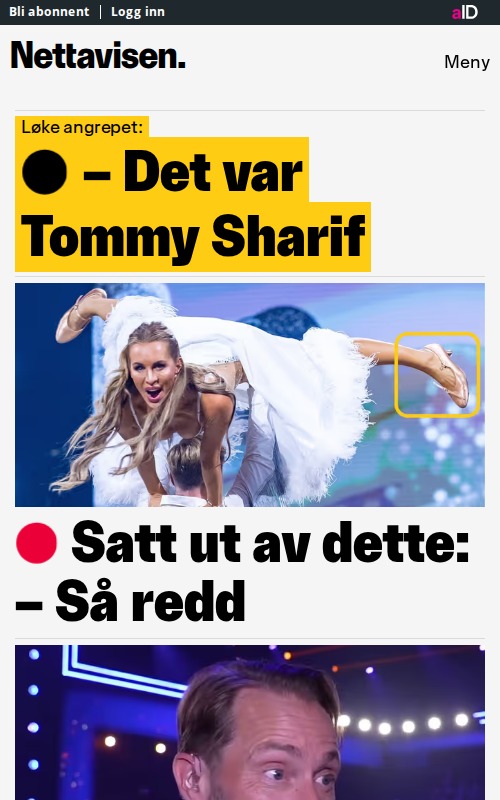 Bli abonnent | Logg inn
aID
Nettavisen.
Meny
Løke angrepet:
– Det var
Tommy Sharif
Satt ut av dette:
– Så redd